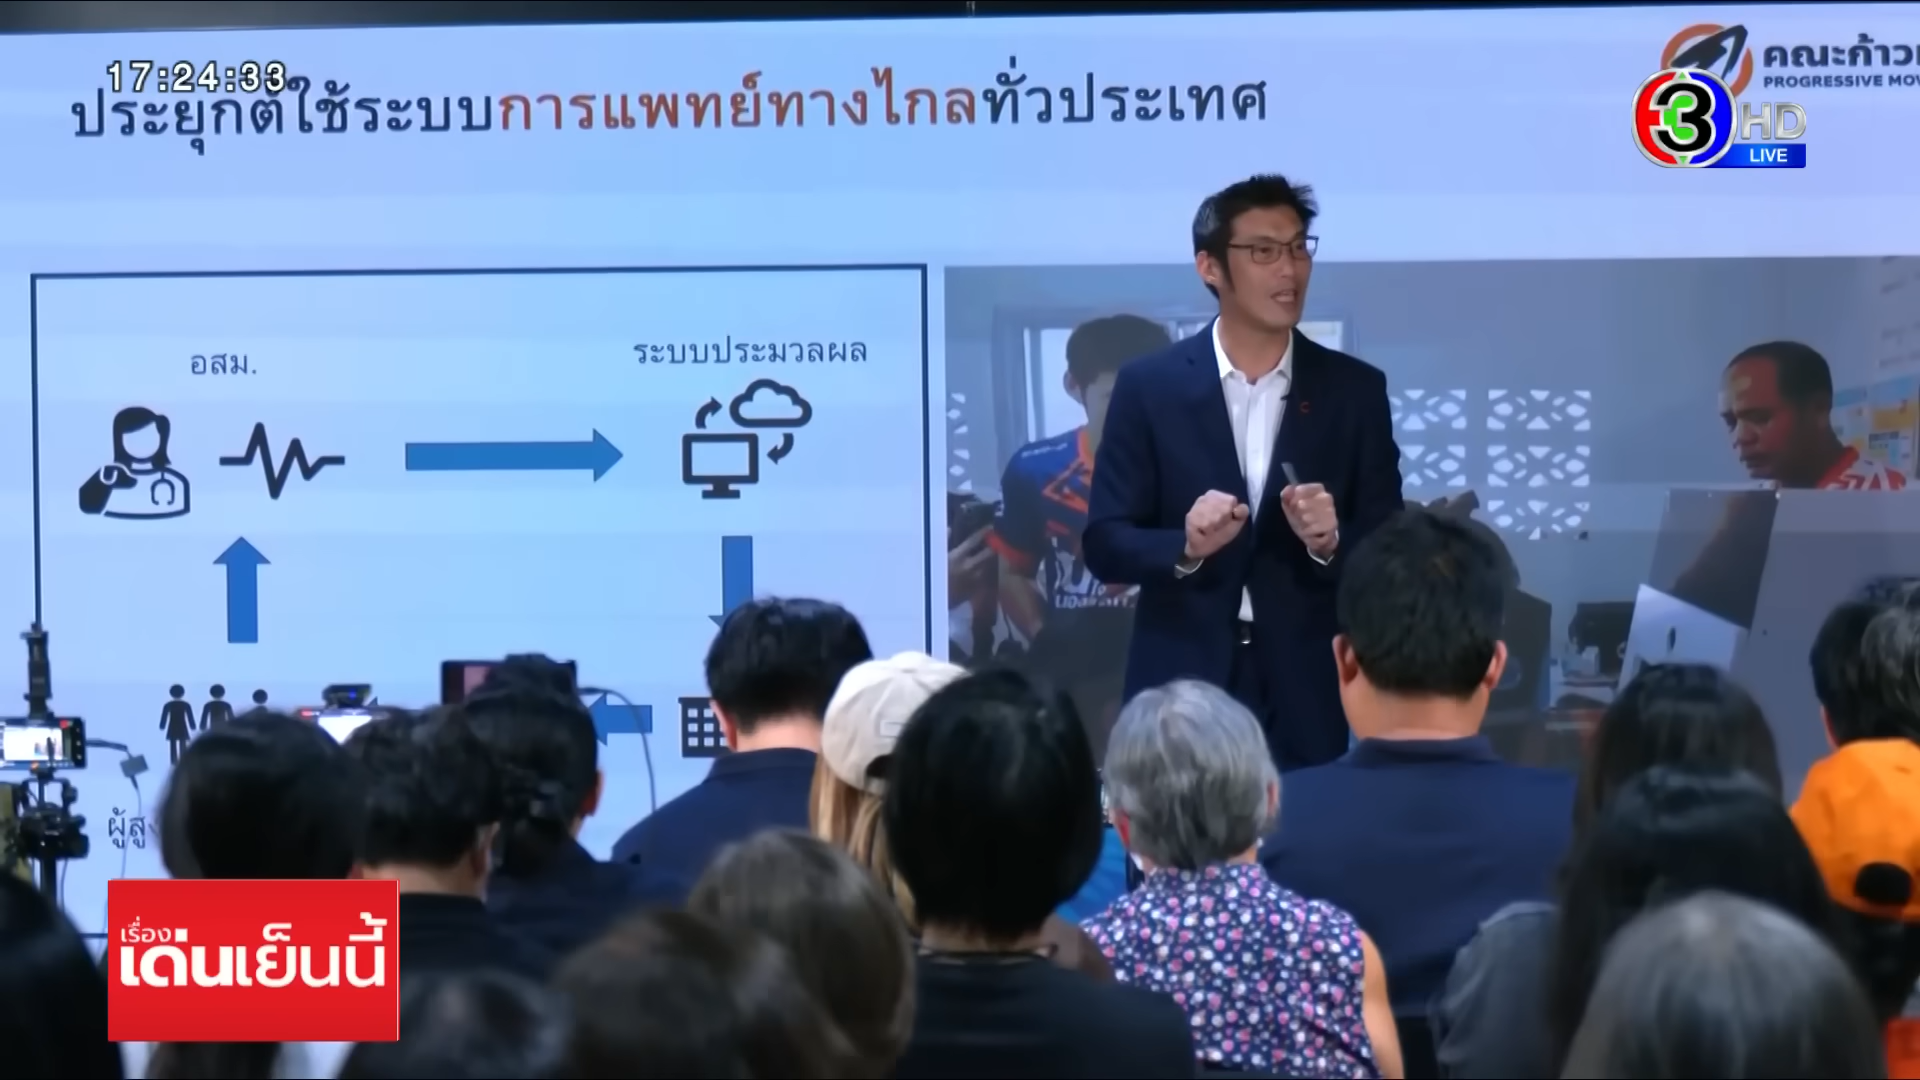 17:24:33
ประยุกต์ใช้ระบบการแพทย์ทางไกลทั่วประเทศ
คณะก้าว
PROGRESSIVE MOV
3 HD
LIVE
อสม.
ระบบประมวลผล
ผู้สูง
เรื่อง
เด่นเย็นนี้